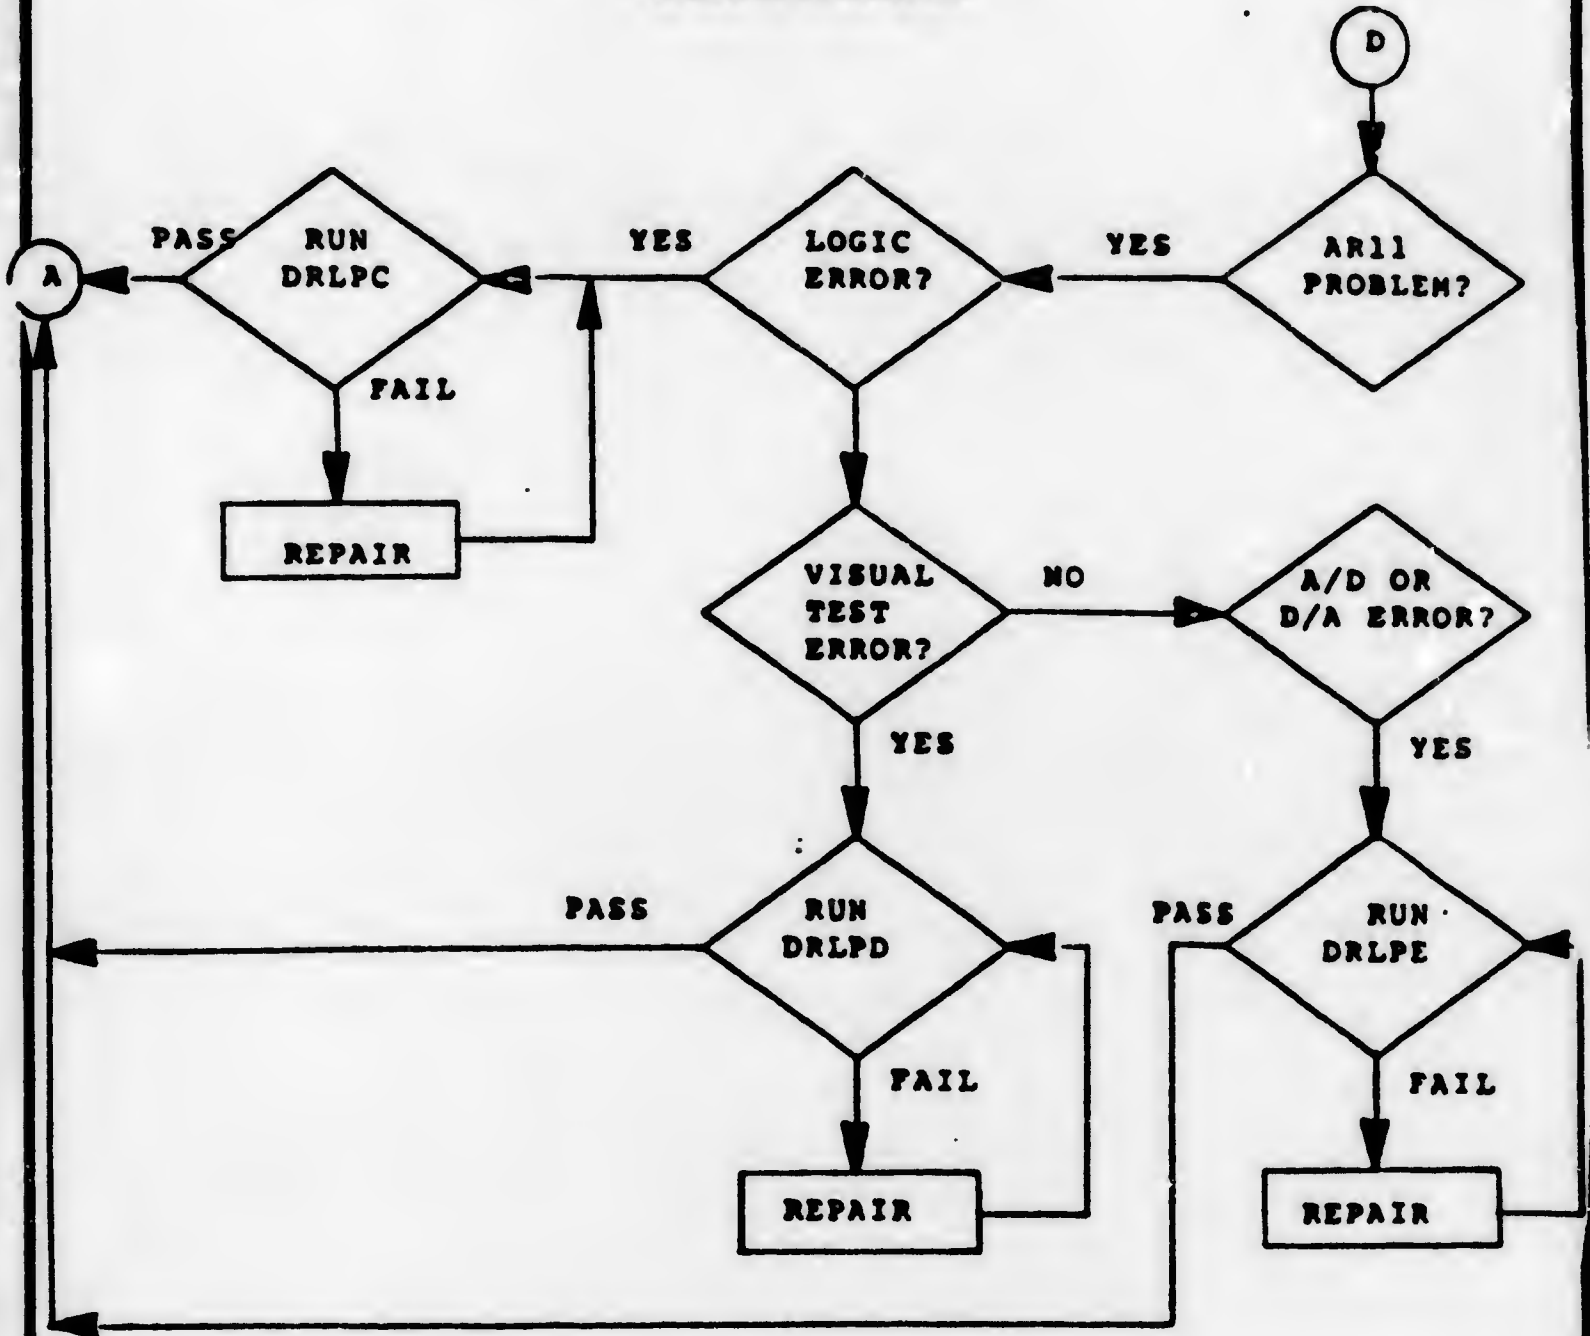 D
PASS
RUN
DRLPC
YES
LOGIC
ERROR?
YES
AR11
PROBLEM?
A
FAIL
REPAIR
VISUAL
TEST
ERROR?
NO
A/D OR
D/A ERROR?
YES
YES
PASS
RUN
DRLPD
PASS
RUN
DRLPE
FAIL
FAIL
REPAIR
REPAIR